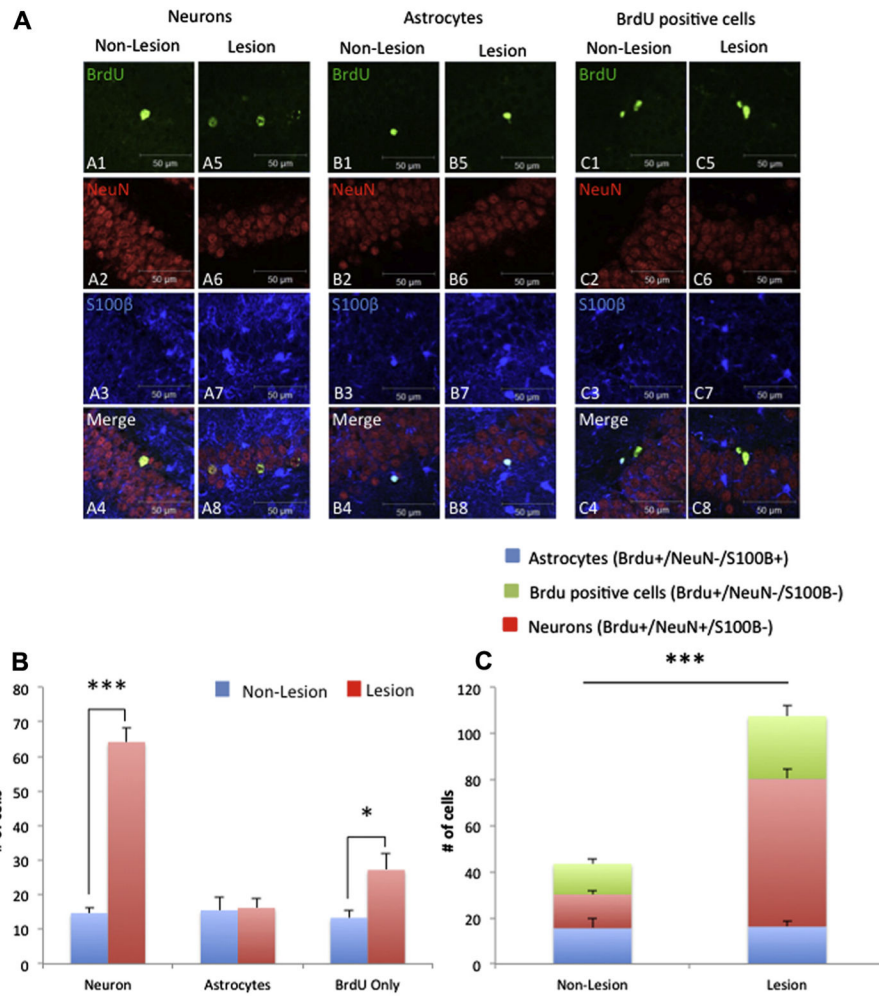 A
Neurons Astrocytes BrdU positive cells
Non-Lesion Lesion Non-Lesion Lesion Non-Lesion Lesion
BrdU BrdU BrdU
50 µm 50 µm 50 µm 50 µm 50 µm 50 µm
A1 A5 B1 B5 C1 C5
NeuN NeuN NeuN
50 µm 50 µm 50 µm 50 µm 50 µm 50 µm
A2 A6 B2 B6 C2 C6
S100β S100β S100β
50 µm 50 µm 50 µm 50 µm 50 µm 50 µm
A3 A7 B3 B7 C3 C7
Merge Merge Merge
50 µm 50 µm 50 µm 50 µm 50 µm 50 µm
A4 A8 B4 B8 C4 C8
Astrocytes (Brdu+/NeuN-/S100B+)
Brdu positive cells (Brdu+/NeuN-/S100B-)
Neurons (Brdu+/NeuN+/S100B-)
B
80
70
60
50
40
30
20
10
0
***
*
Non-Lesion Lesion
Neuron Astrocytes BrdU Only
C
***
# of cells
120
100
80
60
40
20
0
Non-Lesion Lesion